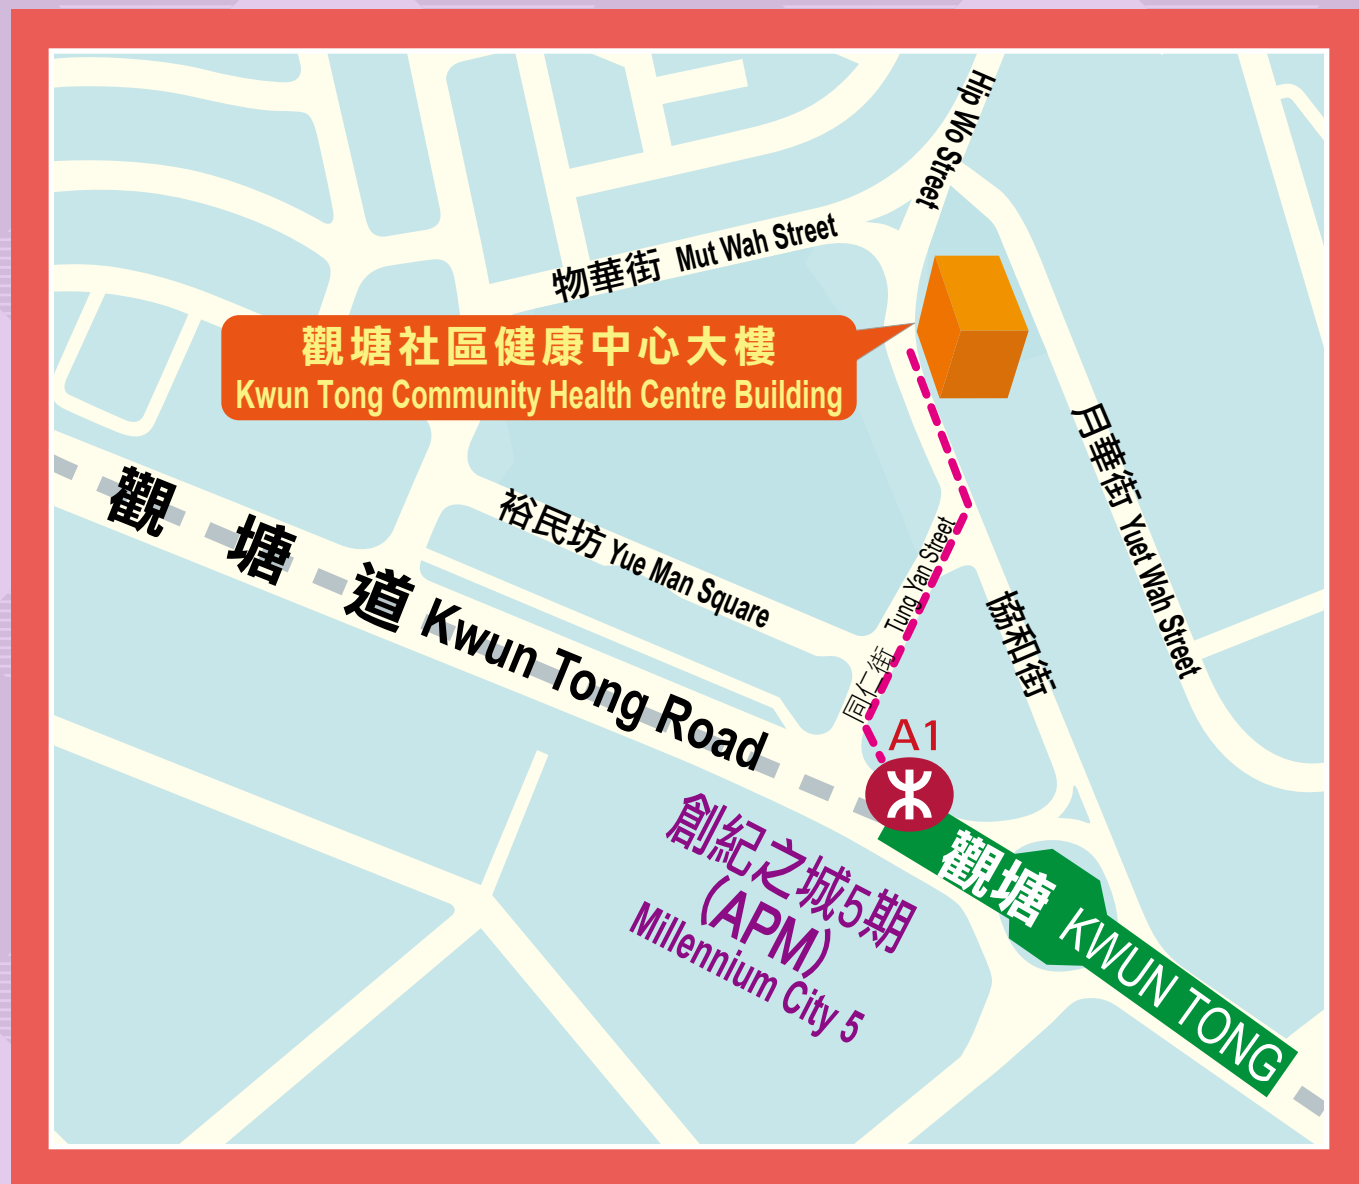 Hip Wo Street
物華街 Mut Wah Street
觀塘社區健康中心大樓
Kwun Tong Community Health Centre Building
月華街 Yuet Wah Street
裕民坊 Yue Man Square
觀塘道 Kwun Tong Road
同仁街 Tung Yan Street
協和街
A1
創紀之城5期
(APM)
Millennium City 5
觀塘 KWUN TONG